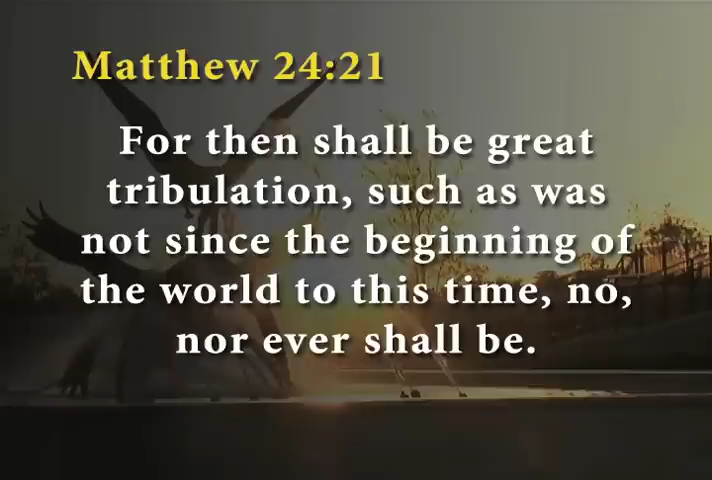 Matthew 24:21
For then shall be great
tribulation, such as was
not since the beginning of
the world to this time, no,
nor ever shall be.